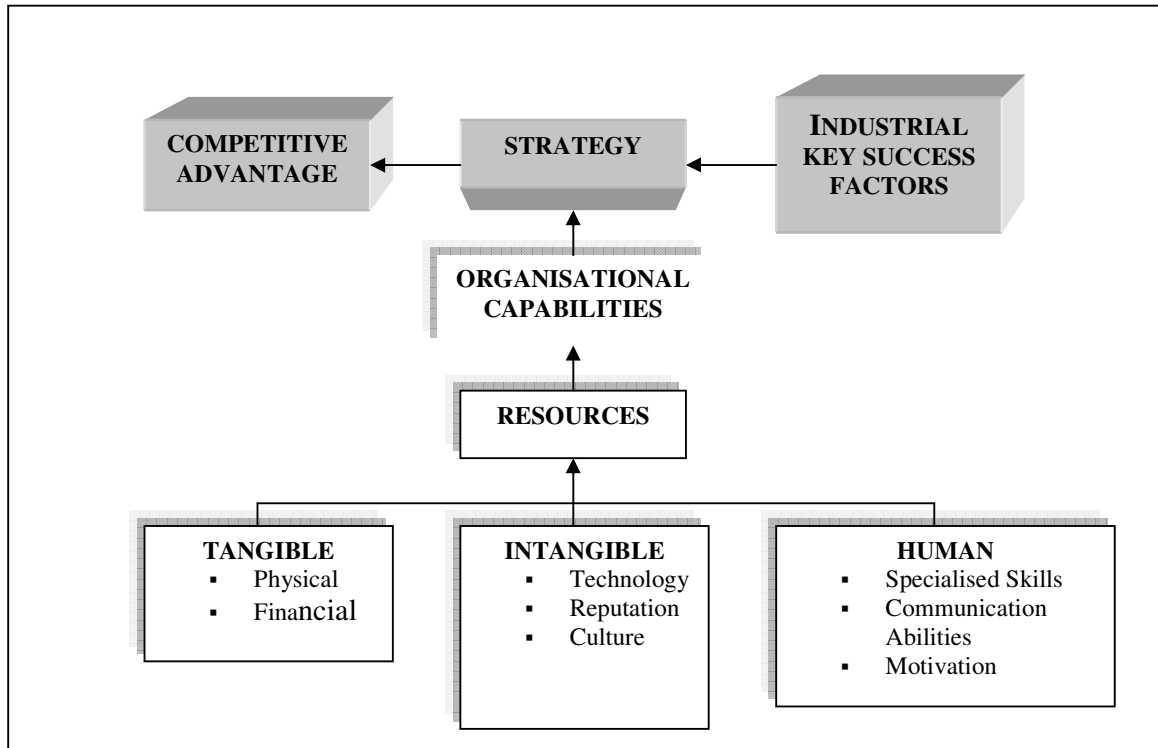 COMPETITIVE
ADVANTAGE
STRATEGY
INDUSTRIAL
KEY SUCCESS
FACTORS
ORGANISATIONAL
CAPABILITIES
RESOURCES
TANGIBLE
▪ Physical
▪ Financial
INTANGIBLE
▪ Technology
▪ Reputation
▪ Culture
HUMAN
▪ Specialised Skills
▪ Communication
Abilities
▪ Motivation